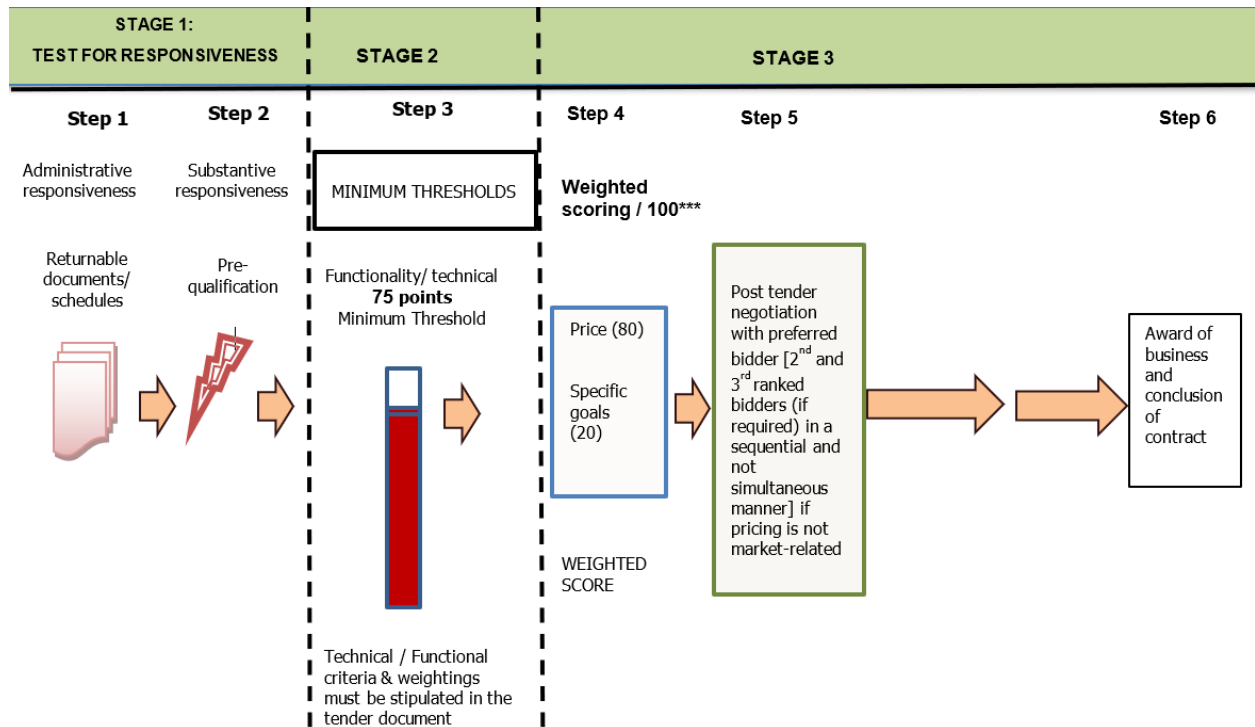 STAGE 1:
TEST FOR RESPONSIVENESS
STAGE 2
STAGE 3
Step 1
Step 2
Step 3
Step 4
Step 5
Step 6
Administrative
responsiveness
Substantive
responsiveness
MINIMUM THRESHOLDS
Weighted
scoring / 100***
Returnable
documents/
schedules
Pre-
qualification
Functionality/ technical
75 points
Minimum Threshold
Price (80)
Specific
goals
(20)
WEIGHTED
SCORE
Post tender
negotiation
with preferred
bidder [2nd and
3rd ranked
bidders (if
required) in a
sequential and
not
simultaneous
manner] if
pricing is not
market-related
Award of
business
and
conclusion
of
contract
Technical / Functional
criteria & weightings
must be stipulated in the
tender document